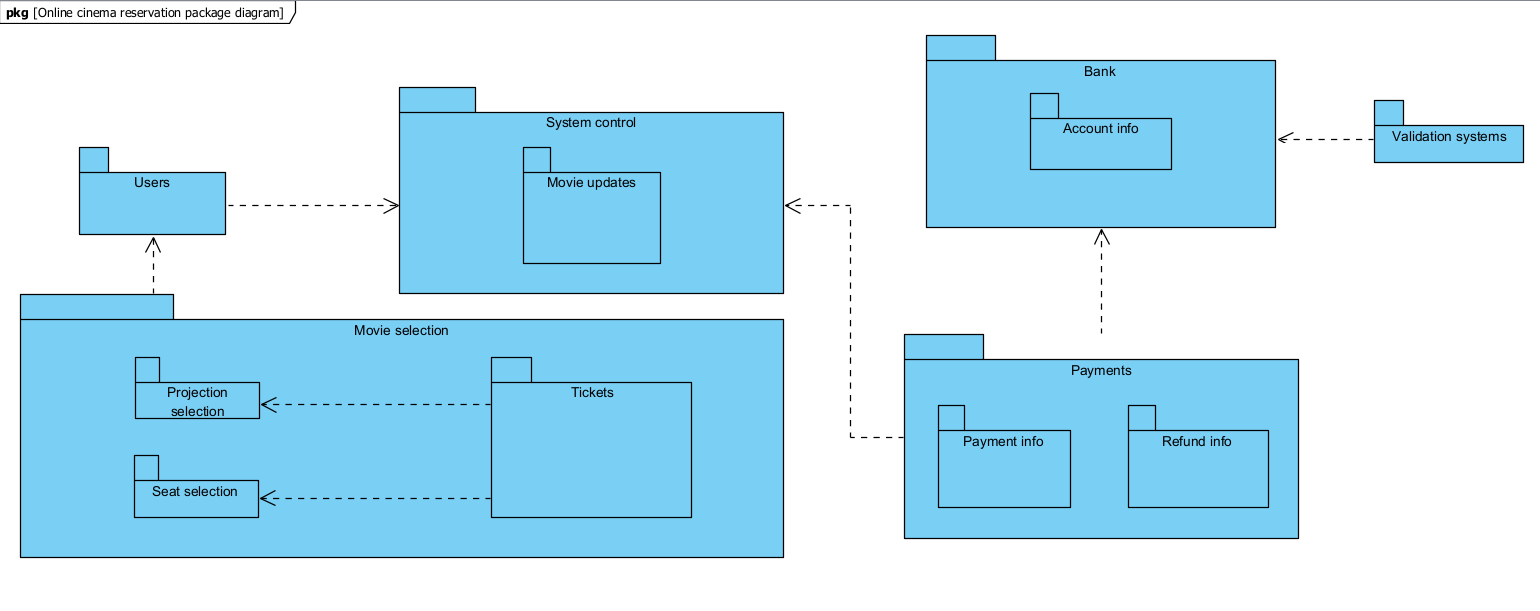 pkg [Online cinema reservation package diagram]
Bank
Account info
Validation systems
System control
Movie updates
Users
Movie selection
Projection
selection
Tickets
Seat selection
Payments
Payment info
Refund info